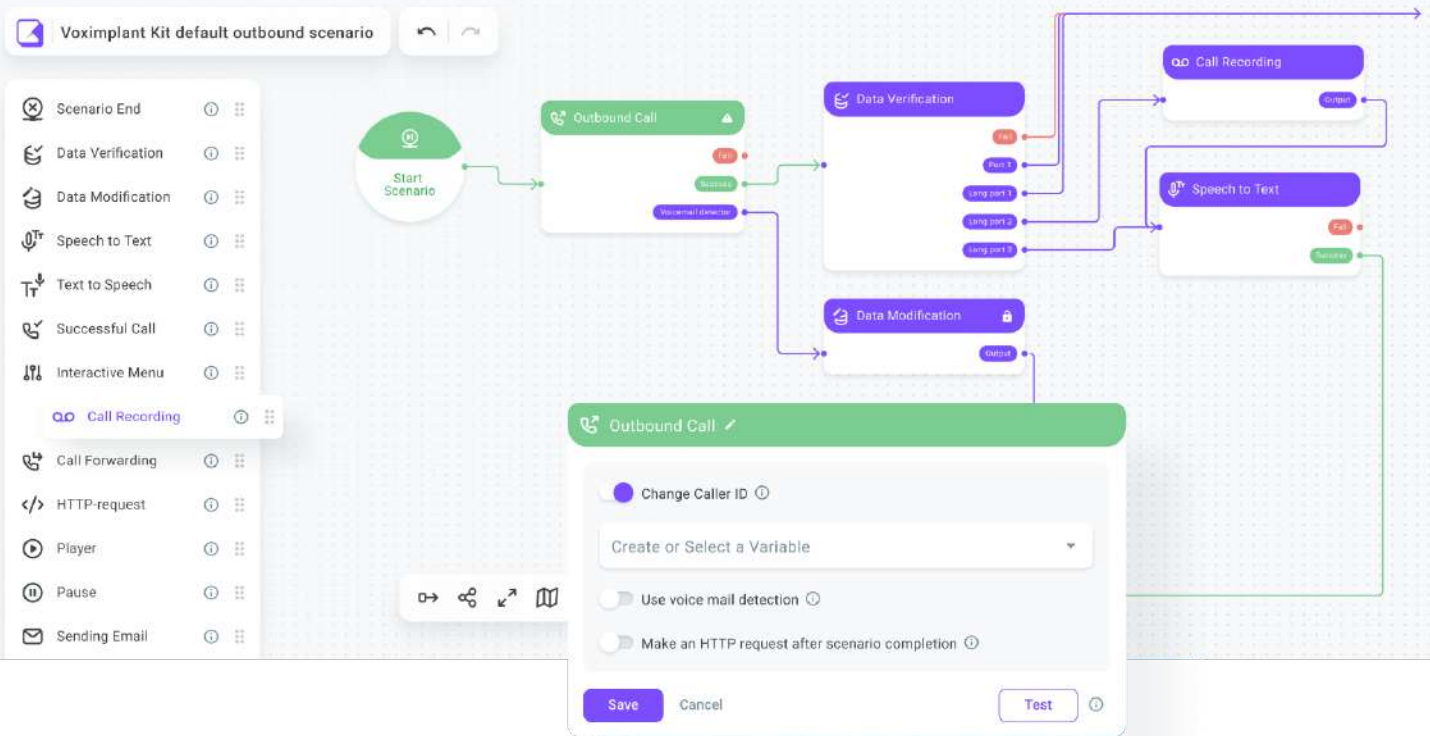 Voximplant Kit default outbound scenario
Scenario End
Data Verification
Data Modification
Speech to Text
Text to Speech
Successful Call
Interactive Menu
Call Recording
Call Forwarding
HTTP-request
Player
Pause
Sending Email
Start
Scenario
Outbound Call
Fail
Success
Voicemail detector
Data Verification
Fail
Port 1
Long port 1
Long port 2
Data Modification
Output
Call Recording
Output
Speech to Text
Fail
Success
Outbound Call
Change Caller ID
Create or Select a Variable
Use voice mail detection
Make an HTTP request after scenario completion
Save
Cancel
Test